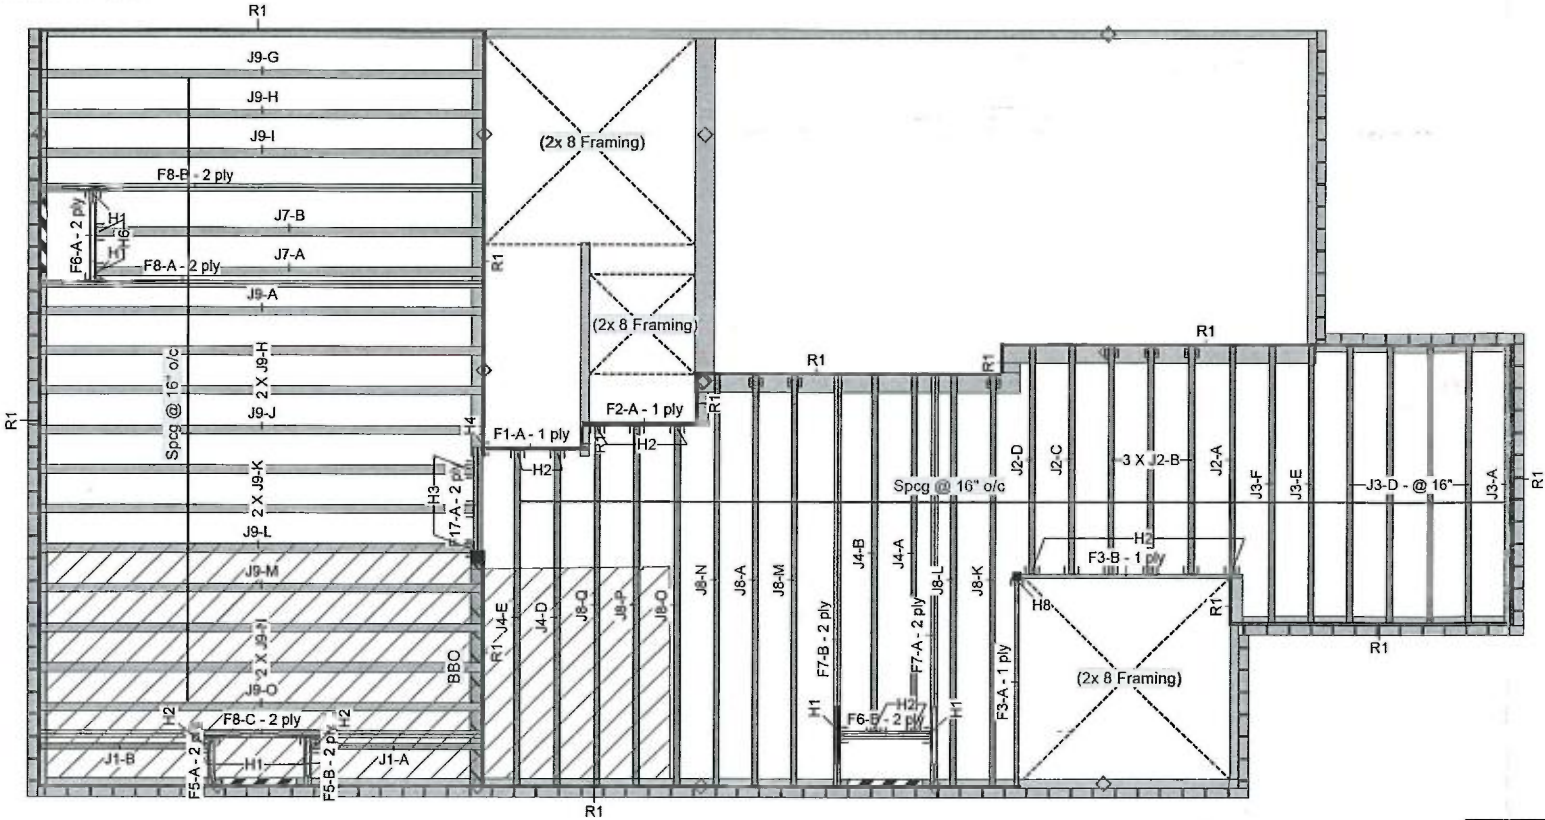 R1
J9-G
J9-H
J9-I
(2x 8 Framing)
F8-B - 2 ply
F6-A - 2 ply
H1
H6
H1
J7-B
J7-A
F8-A - 2 ply
R1
J9-A
(2x 8 Framing)
2 X J9-H
Spcg @ 16" o/c
R1
R1
R1
R1
R1
J9-J
H4
F1-A - 1 ply
F2-A - 1 ply
R1
H2
H2
2 X J9-K
H3
F17-A - 2 ply
Spcg @ 16" o/c
J2-D
J2-C
3 X J2-B
J2-A
J3-F
J3-E
J3-D - @ 16"
J3-A
R1
J9-L
J9-M
H2
F3-B - 1 ply
J4-E
J4-D
J8-Q
J8-P
J8-O
J8-N
J8-A
J8-M
F7-B - 2 ply
J4-B
J4-A
F7-A - 2 ply
J8-L
J8-K
H8
R1
2 X J9-N
BBO
R1
R1
F3-A - 1 ply
(2x 8 Framing)
J9-O
H2
F8-C - 2 ply
H2
H1
H2
F6-B - 2 ply
H1
J1-B
F5-A - 2 ply
H1
F5-B - 2 ply
J1-A
R1